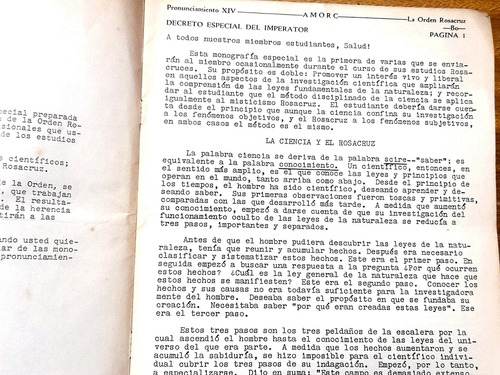 ecial preparada
de la Orden Ro-
sionales que us-
de los estudios
científicos;
Rosacruz.
de la Orden, se
, que trabajan
. El resulta-
de la herencia
tirán a las
ando usted quie-
ar de las mono-
pronunciamien-
Pronunciamiento XIV
AMORC
La Orden Rosacruz
—Bo—
DECRETO ESPECIAL DEL IMPERATOR
PAGINA 1
A todos nuestros miembros estudiantes, Salud!
Esta monografía especial es la primera de varias que se envia-
rán al miembro ocasionalmente durante el curso de sus estudios Rosa-
cruces. Su propósito es doble: Promover un interés vivo y liberal
en aquellos aspectos de la investigación científica que ampliarán
la comprensión de las leyes fundamentales de la naturaleza; y recor-
dar al estudiante que el método disciplinado de la ciencia se aplica
igualmente al misticismo Rosacruz. El estudiante debería darse cuen-
ta desde el principio que aunque la ciencia confina su investigación
a los fenómenos objetivos, y el Rosacruz a los fenómenos subjetivos,
en ambos casos el método es el mismo.
LA CIENCIA Y EL ROSACRUZ
La palabra ciencia se deriva de la palabra scire--"saber"; es
equivalente a la palabra conocimiento. Un científico, entonces, en
el sentido más amplio, es el que conoce las leyes y principios que
operan en el mundo, tanto arriba como abajo. Desde el principio de
los tiempos, el hombre ha sido científico, deseando aprender y de-
seando saber. Sus primeras observaciones fueron toscas y primitivas,
comparadas con las que desarrolló más tarde. A medida que aumentó
su conocimiento, empezó a darse cuenta de que su investigación del
funcionamiento oculto de las leyes de la naturaleza se reducía a
tres pasos, importantes y separados.
Antes de que el hombre pudiera descubrir las leyes de la natu-
raleza, tenía que reunir y acumular hechos. Después era necesario
clasificar y sistematizar estos hechos. Este era el primer paso. En
seguida empezó a buscar una respuesta a la pregunta ¿Por qué ocurren
estos hechos? ¿Cuál es la ley general de la naturaleza que hace que
estos hechos se manifiesten? Este era el segundo paso. Conocer los
hechos y sus causas no era todavía suficiente para la investigadora
mente del hombre. Deseaba saber el propósito en que se fundaba su
creación. Necesitaba saber "por qué eran creadas estas leyes". Ese
era el tercer paso.
Estos tres pasos son los tres peldaños de la escalera por la
cual ascendió el hombre hasta el conocimiento de las leyes del uni-
verso del que era parte. A medida que los hechos aumentaron y se
acumuló la sabiduría, se hizo imposible para el científico indivi-
dual cubrir los tres pasos de su indagación. Empezó, por lo tanto,
a especializarse. Dijo en suma: "Este campo es demasiado exten-